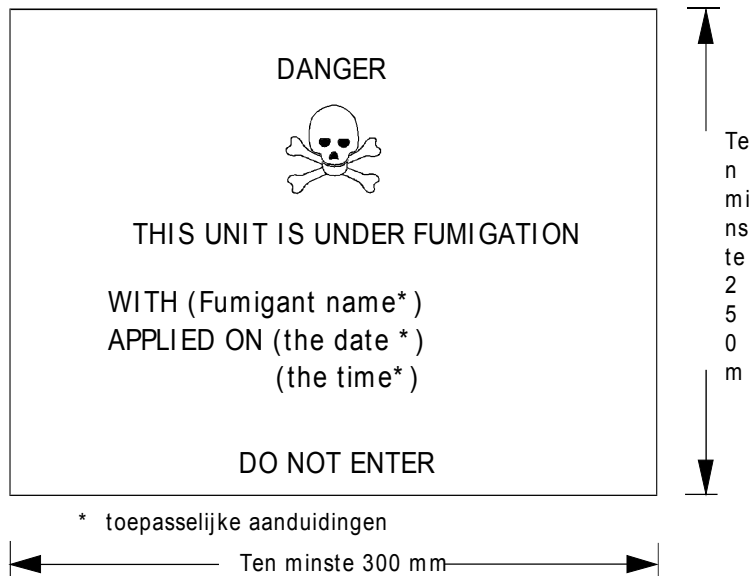 DANGER
THIS UNIT IS UNDER FUMIGATION
WITH (Fumigant name*)
APPLIED ON (the date *)
(the time*)
DO NOT ENTER
* toepasselijke aanduidingen
Ten minste 300 mm
Te
n
mi
ns
te
2
5
0
m